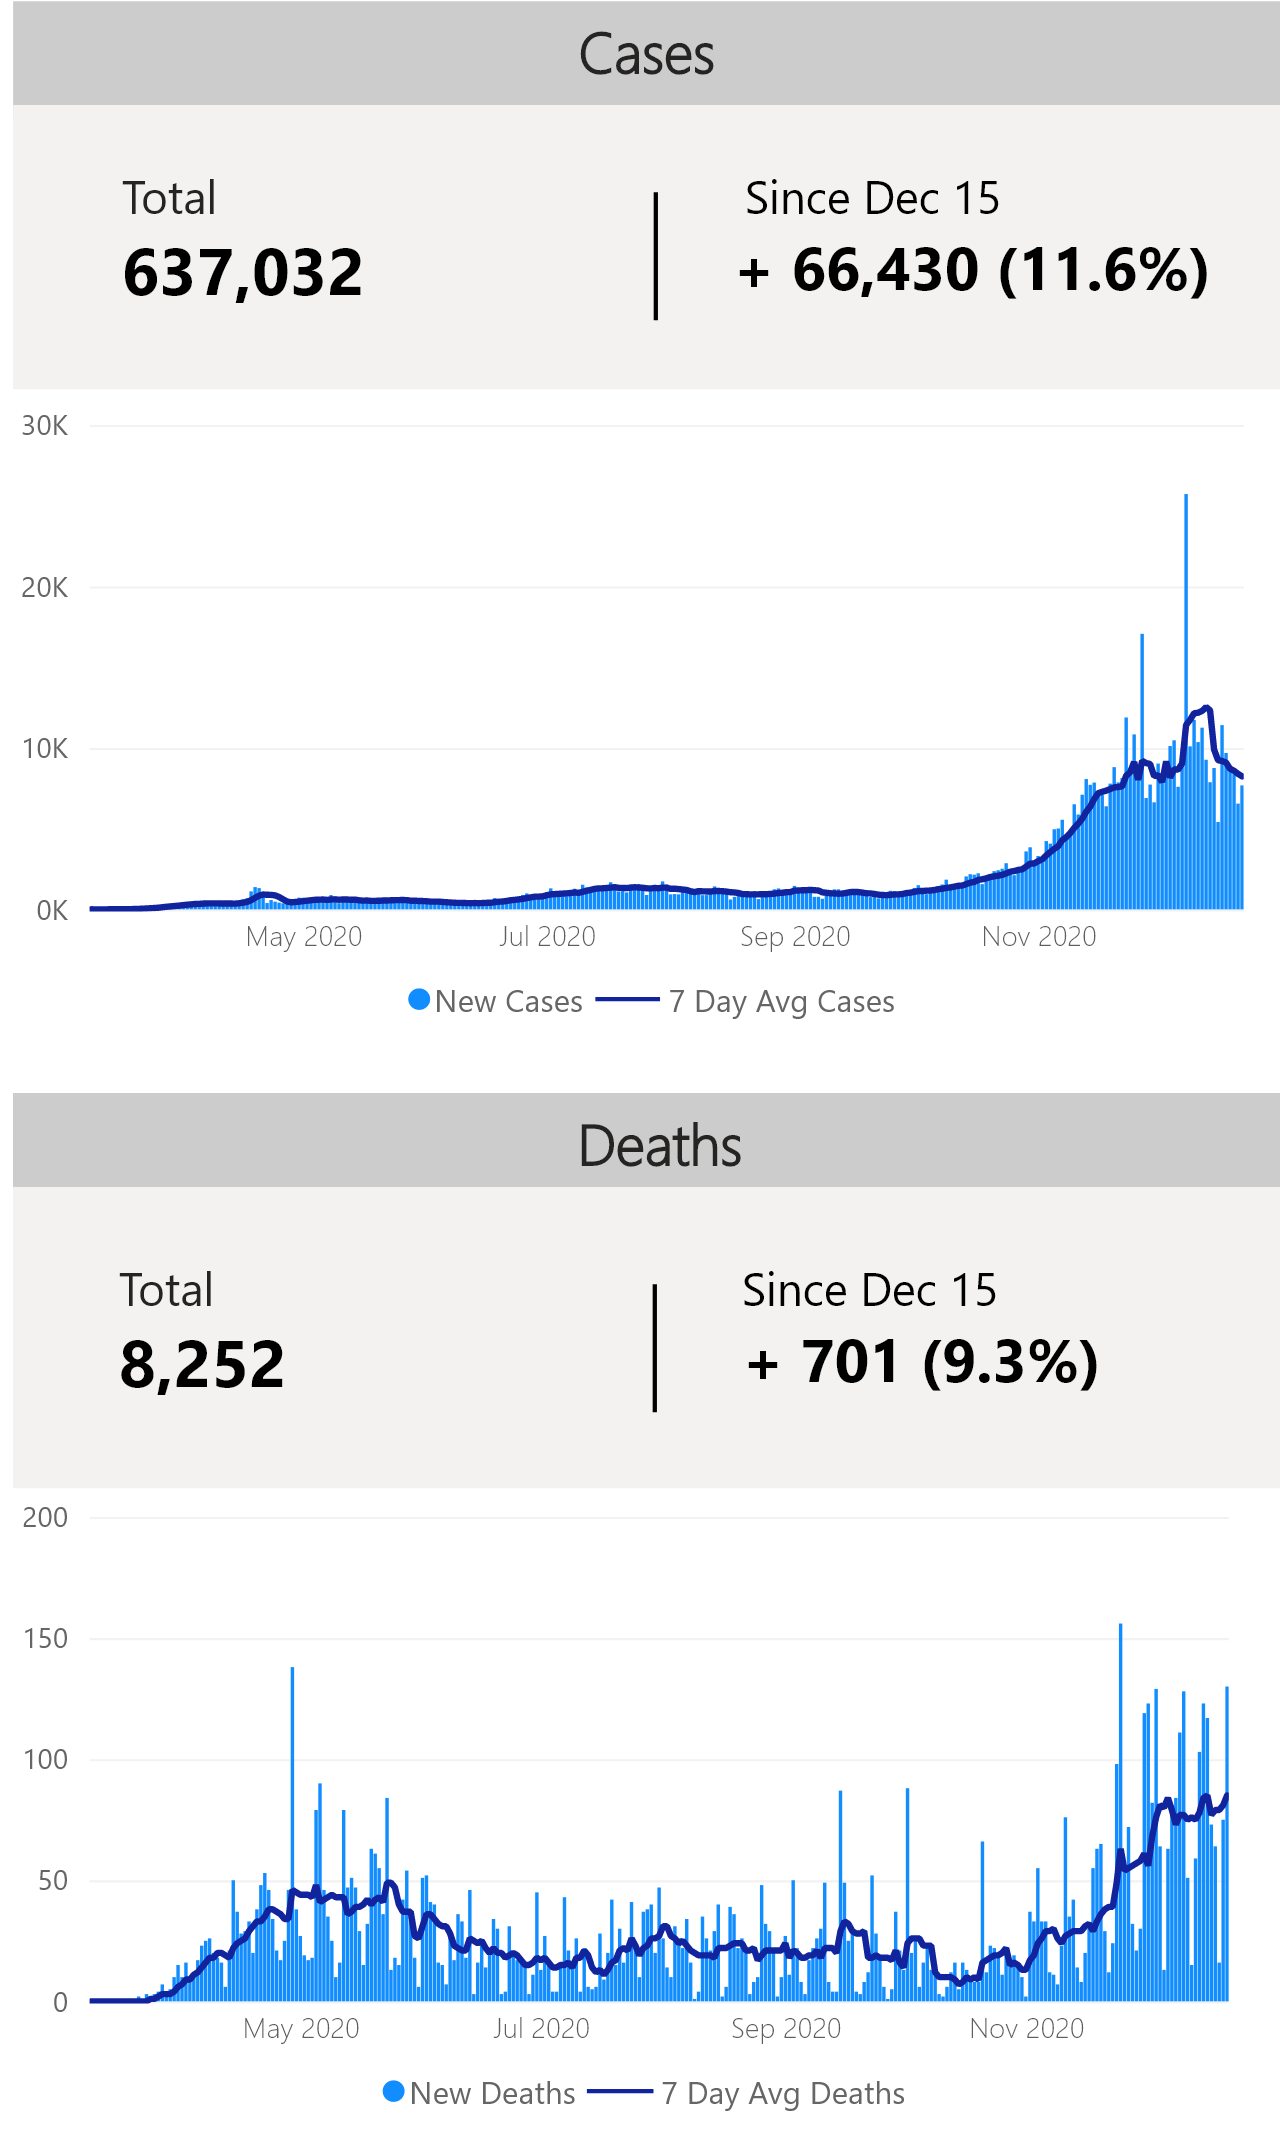 Cases
Total
Since Dec 15
637,032
+ 66,430 (11.6%)
30K
20K
10K
0K
May 2020
Jul 2020
Sep 2020
Nov 2020
New Cases
7 Day Avg Cases
Deaths
Total
Since Dec 15
8,252
+ 701 (9.3%)
200
150
100
50
0
May 2020
Jul 2020
Sep 2020
Nov 2020
New Deaths
7 Day Avg Deaths